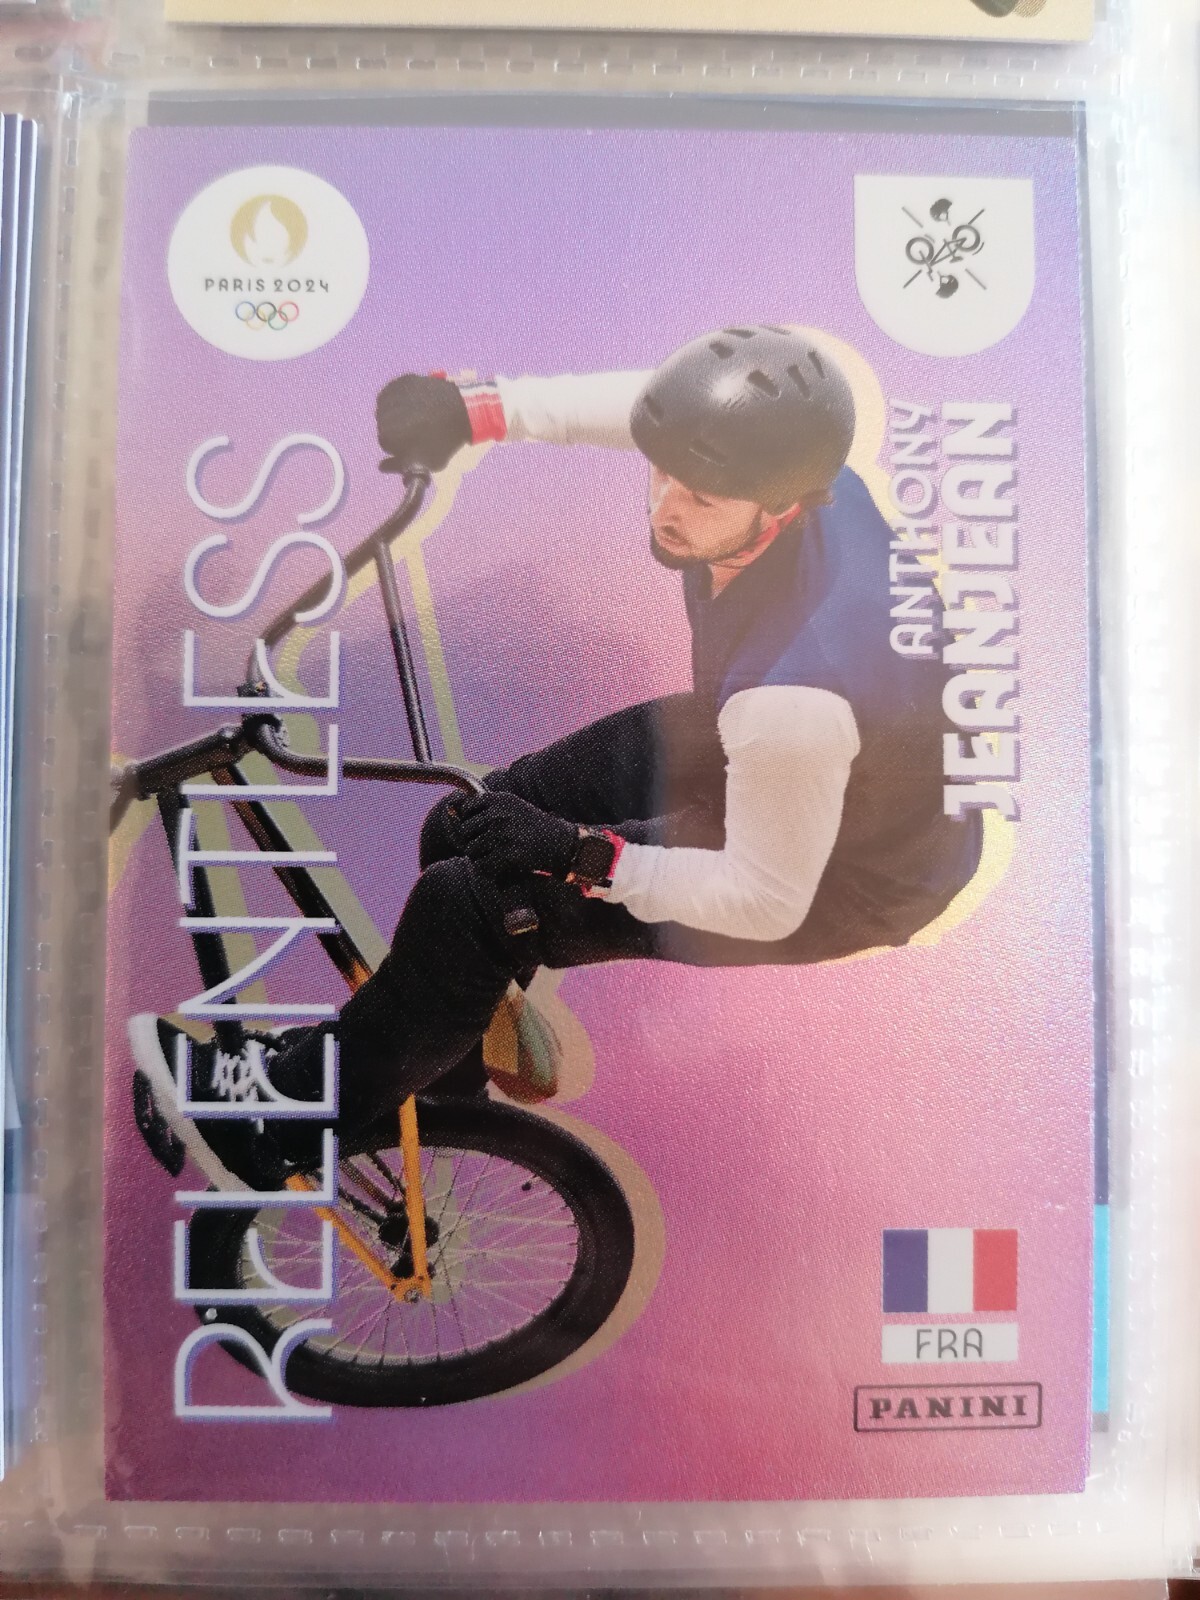 PARIS 2024
RELENTLESS
ANTHONY
JEANJEAN
FRA
PANINI